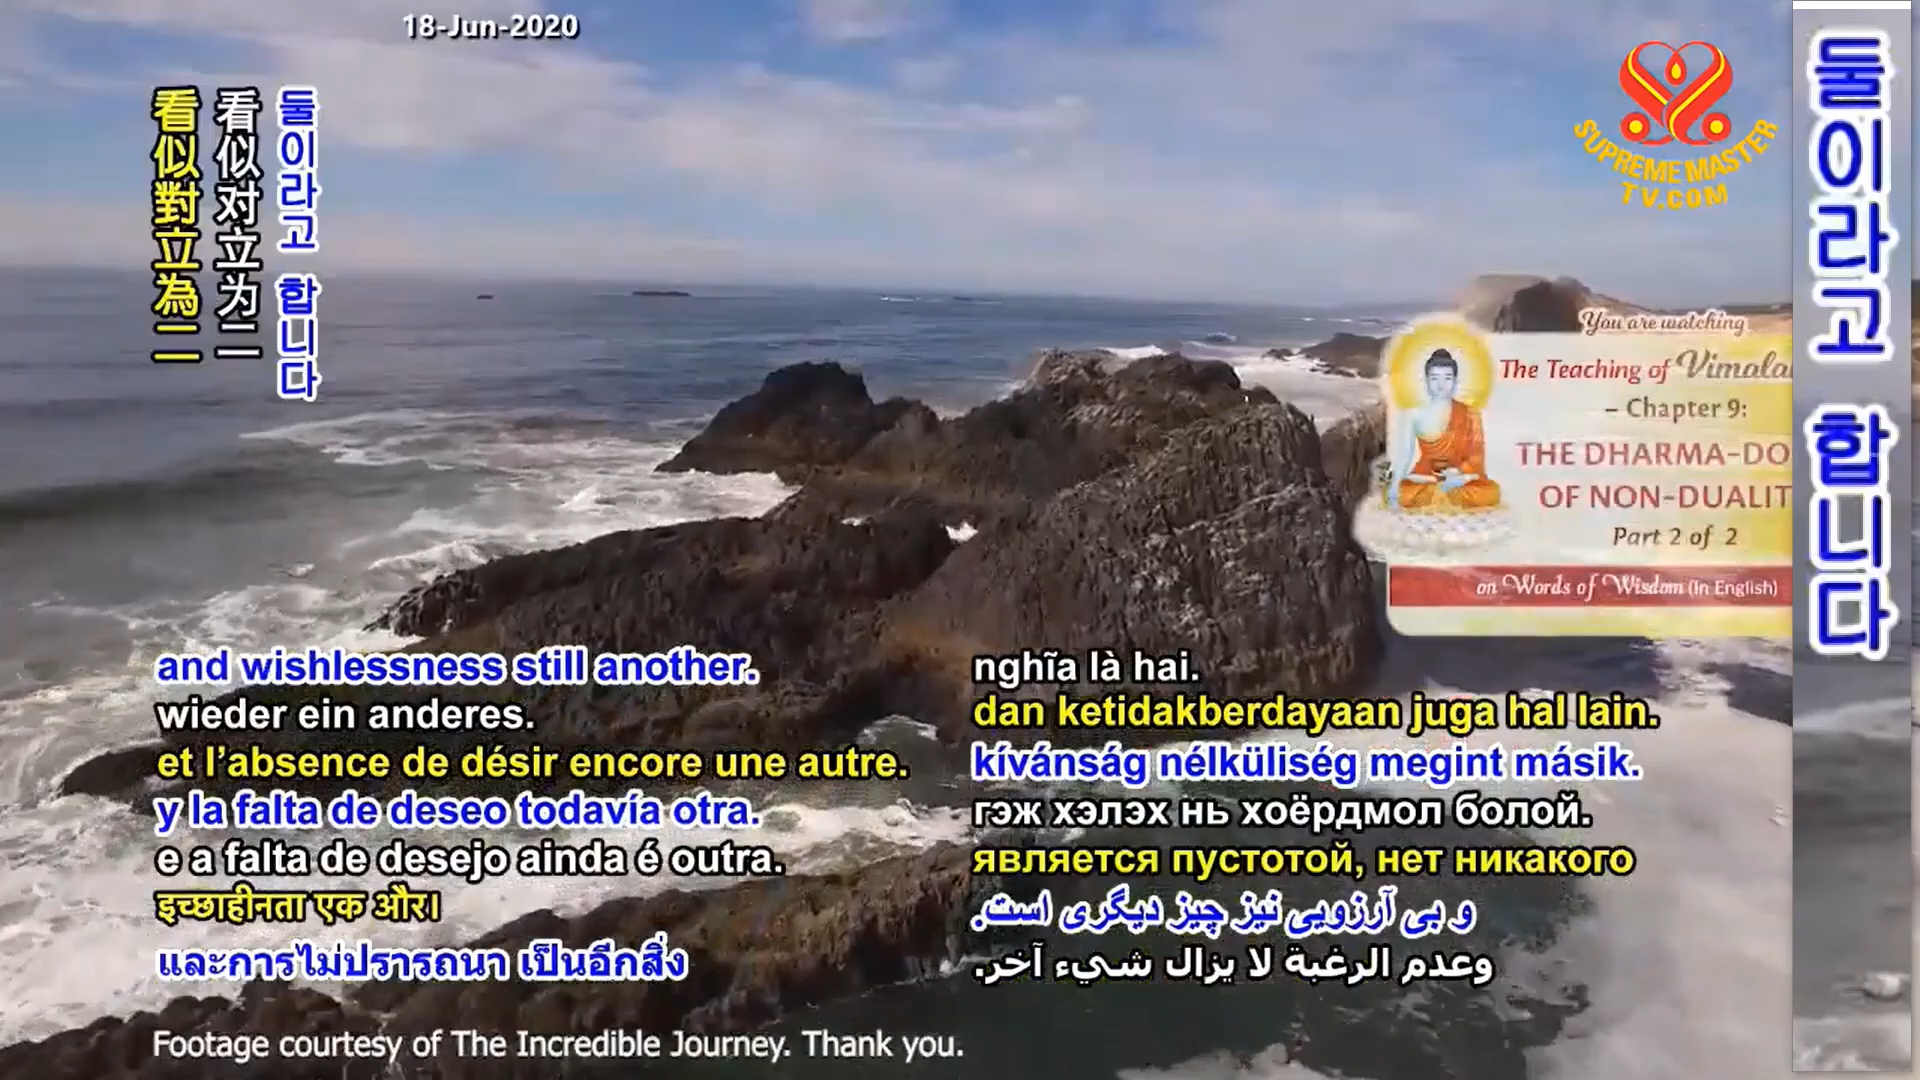 18-Jun-2020
둘이라고 합니다
看似对立为二
看似對立為二
SUPREME MASTER
TV.COM
둘이라고 합니다
You are watching
The Teaching of Vimala
– Chapter 9:
THE DHARMA-DO
OF NON-DUALIT
Part 2 of 2
on Words of Wisdom (In English)
and wishlessness still another.
wieder ein anderes.
et l’absence de désir encore une autre.
y la falta de deseo todavía otra.
e a falta de desejo ainda é outra.
इच्छाहीनता एक और।
และการไม่ปรารถนา เป็นอีกสิ่ง
nghĩa là hai.
dan ketidakberdayaan juga hal lain.
kívánság nélküliség megint másik.
гэж хэлэх нь хоёрдмол болой.
является пустотой, нет никакого
و بی آرزویی نیز چیز دیگری است.
وعدم الرغبة لا يزال شيء آخر.
Footage courtesy of The Incredible Journey. Thank you.